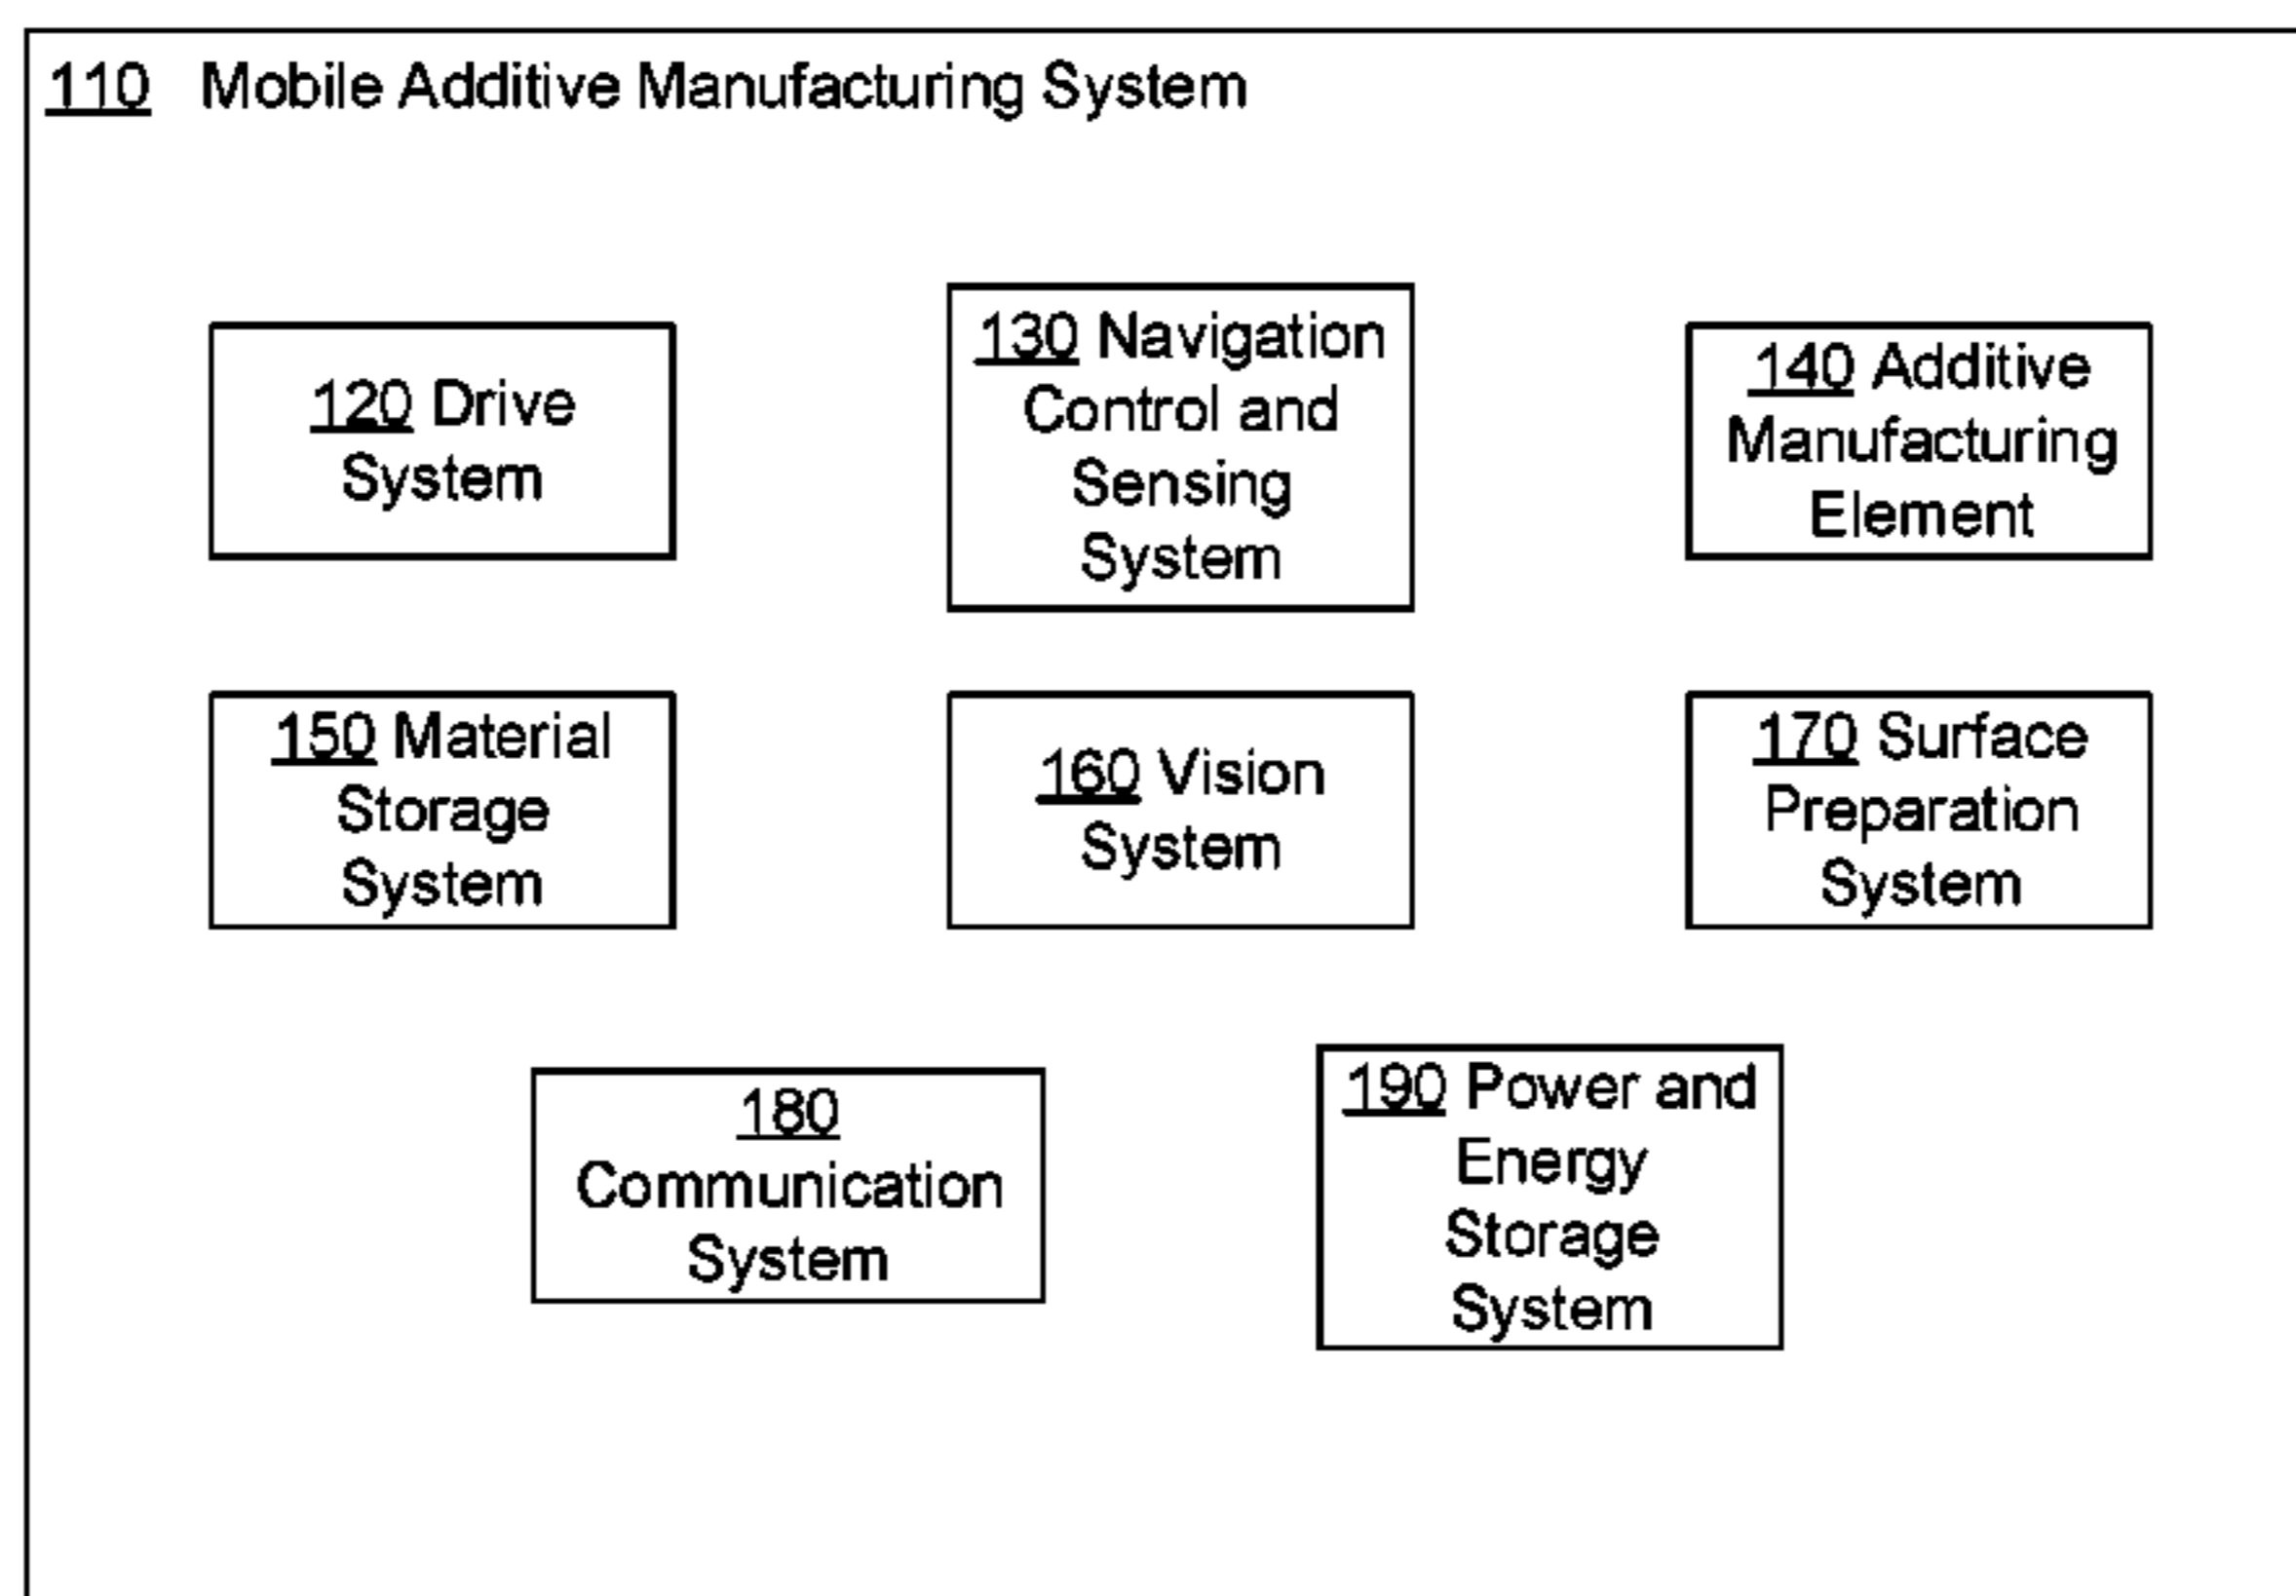 110 Mobile Additive Manufacturing System
120 Drive
System
130 Navigation
Control and
Sensing
System
140 Additive
Manufacturing
Element
150 Material
Storage
System
160 Vision
System
170 Surface
Preparation
System
180
Communication
System
190 Power and
Energy
Storage
System